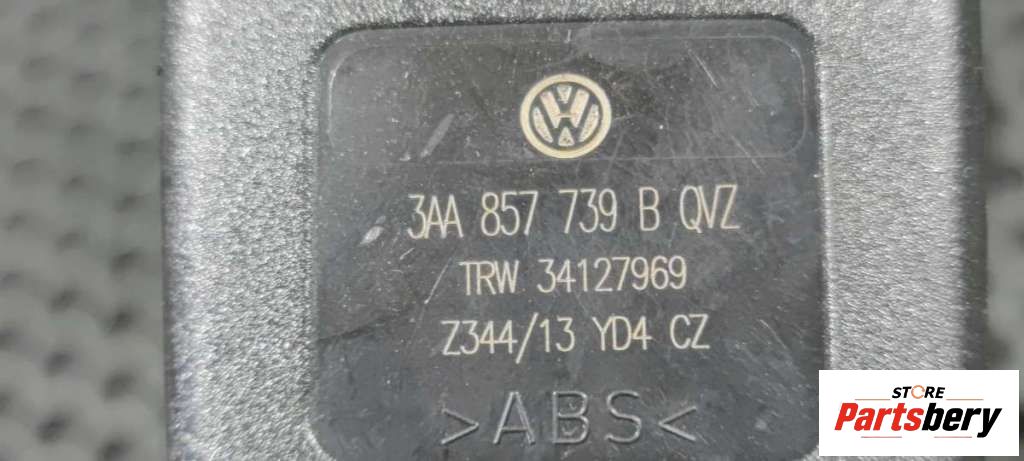 3AA 857 739 B QVZ
TRW 34127969
Z344/13 YD4 CZ
>ABS<
STORE
Partsbery